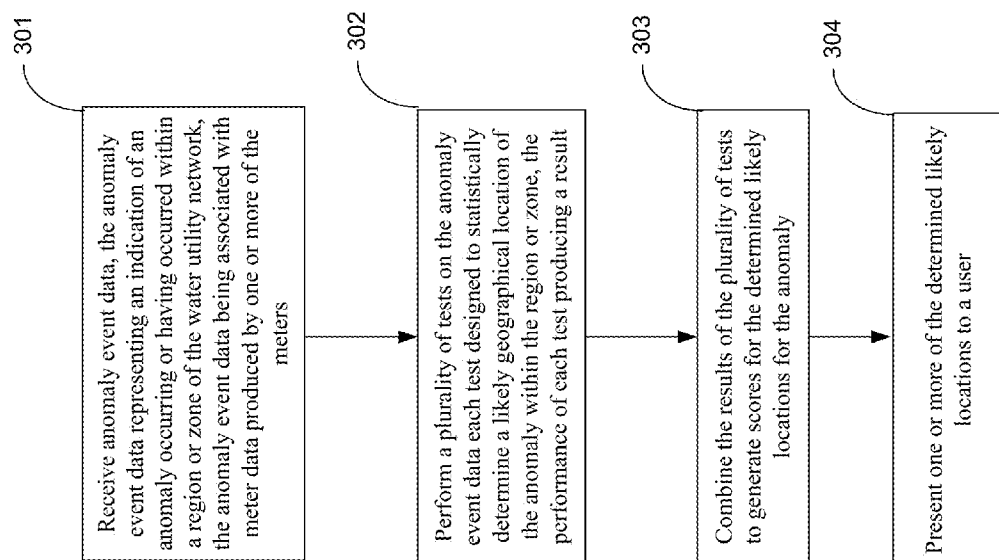 301
Receive anomaly event data, the anomaly
event data representing an indication of an
anomaly occurring or having occurred within
a region or zone of the water utility network,
the anomaly event data being associated with
meter data produced by one or more of the
meters
302
Perform a plurality of tests on the anomaly
event data each test designed to statistically
determine a likely geographical location of
the anomaly within the region or zone, the
performance of each test producing a result
303
Combine the results of the plurality of tests
to generate scores for the determined likely
locations for the anomaly
304
Present one or more of the determined likely
locations to a user